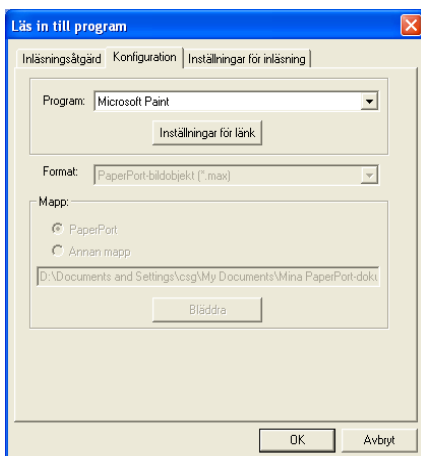 Läs in till program
Inläsningsåtgärd Konfiguration Inställningar för inläsning
Program: Microsoft Paint
Inställningar för länk
Format: PaperPort-bildobjekt (*.max)
Mapp:
PaperPort
Annan mapp
D:\Documents and Settings\csg\My Documents\Mina PaperPort-doku
Bläddra
OK Avbryt